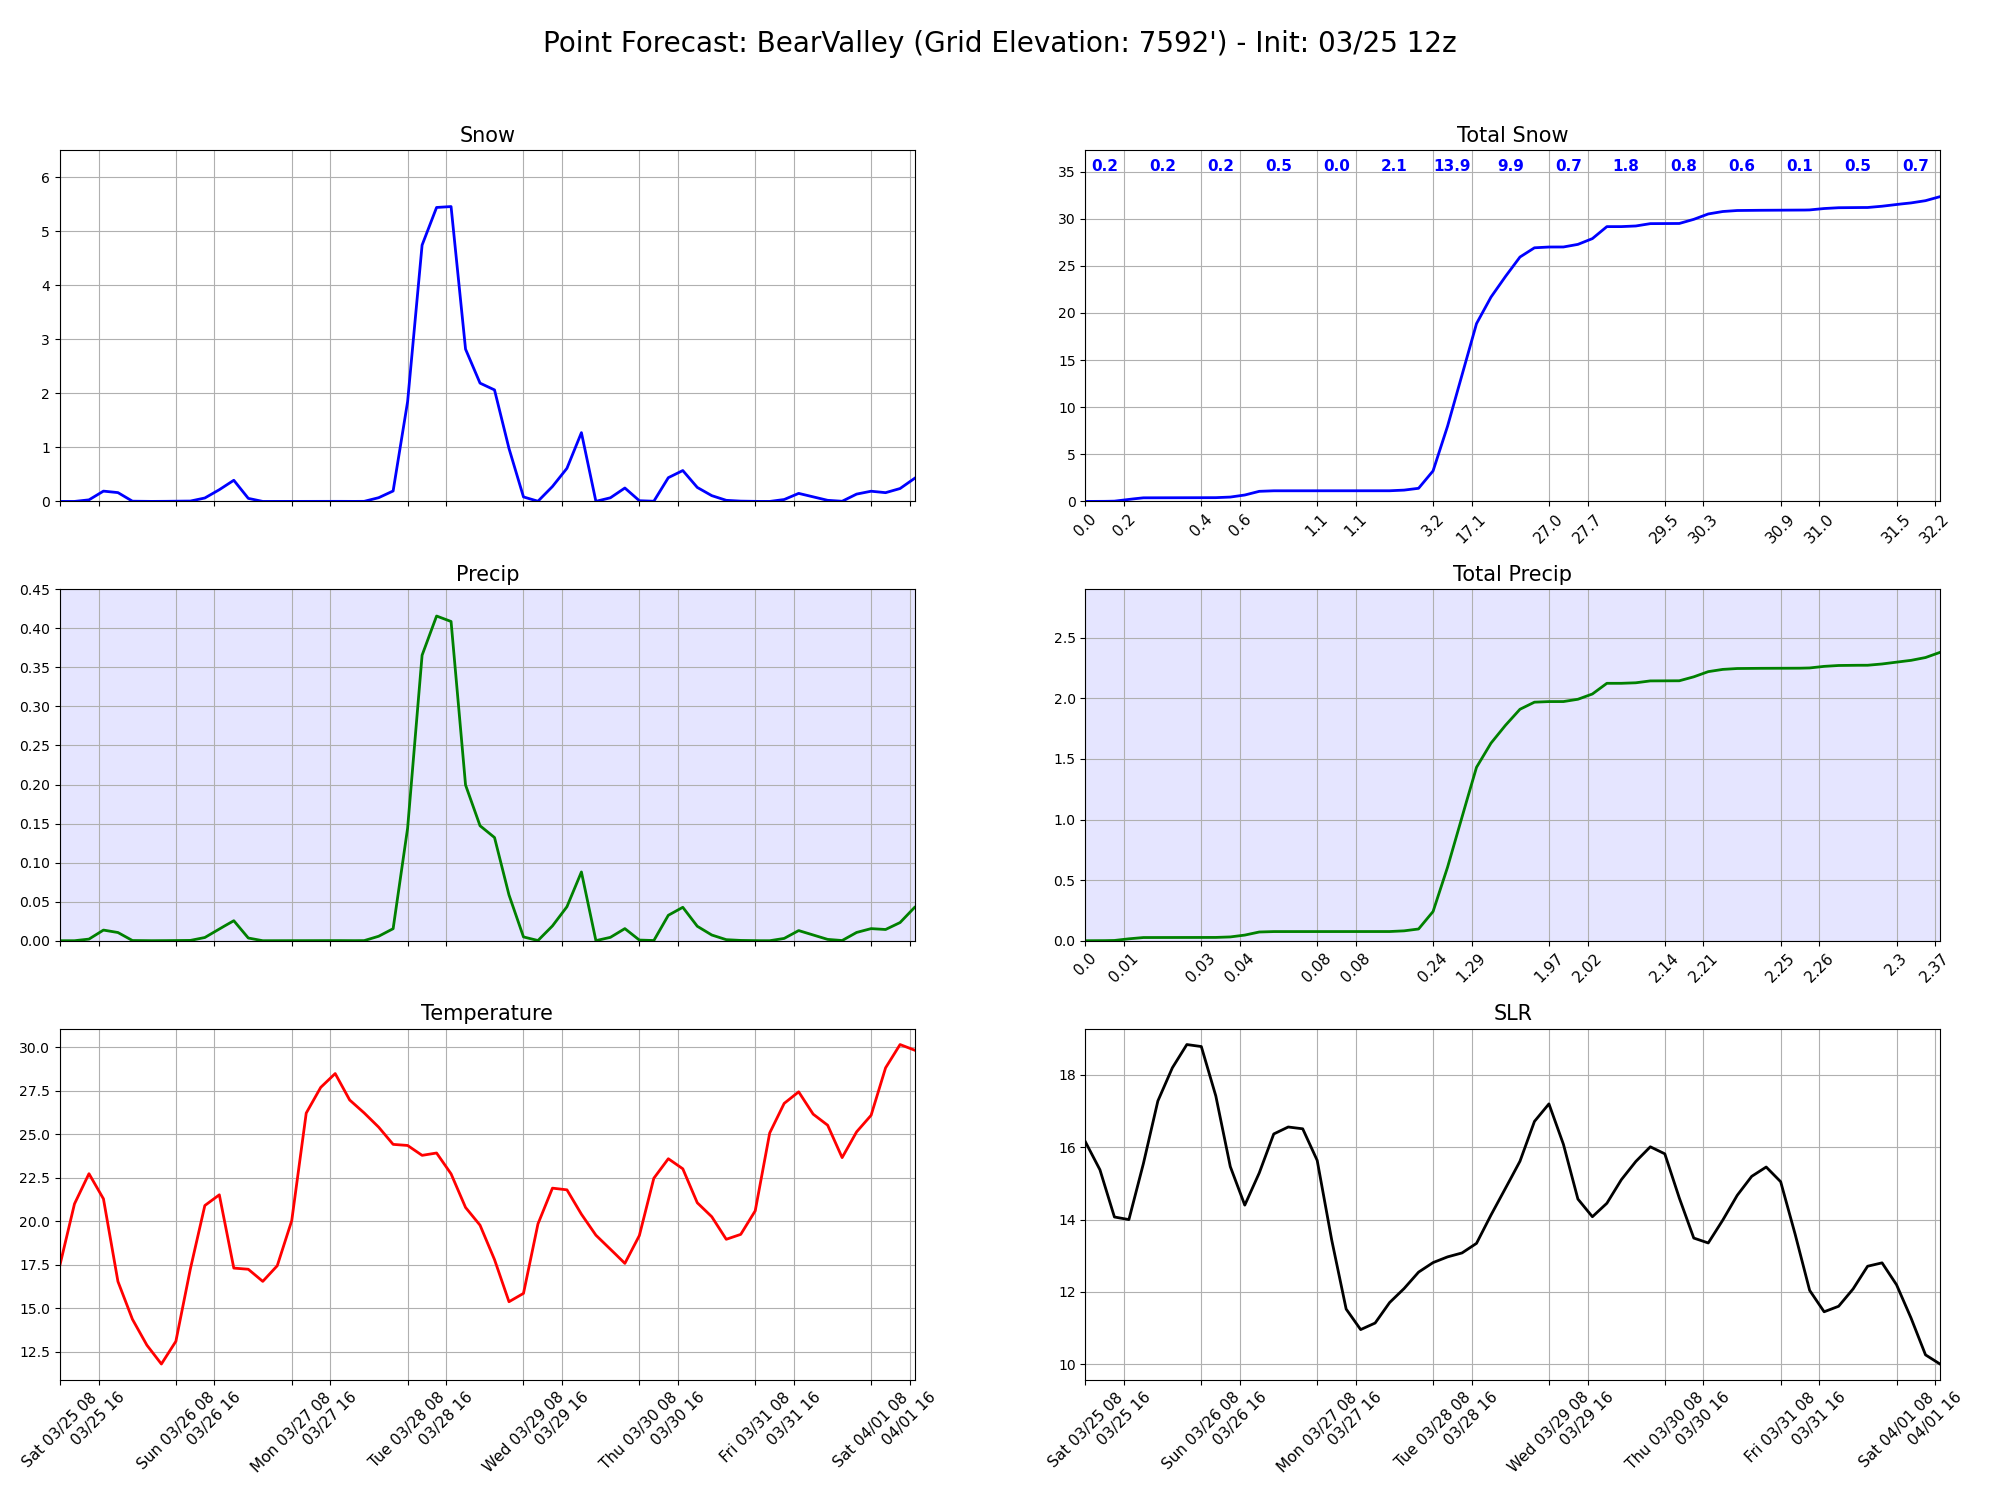 Point Forecast: BearValley (Grid Elevation: 7592') - Init: 03/25 12z
Snow
6
5
4
3
2
1
0
Total Snow
0.2 0.2 0.2 0.5 0.0 2.1 13.9 9.9 0.7 1.8 0.8 0.6 0.1 0.5 0.7
35
30
25
20
15
10
5
0
0.0 0.2 0.4 0.6 1.1 1.1 3.2 17.1 27.0 27.7 29.5 30.3 30.9 31.0 31.5 32.2
Precip
0.45
0.40
0.35
0.30
0.25
0.20
0.15
0.10
0.05
0.00
Total Precip
2.5
2.0
1.5
1.0
0.5
0.0
0.0 0.01 0.03 0.04 0.08 0.08 0.24 1.29 1.97 2.02 2.14 2.21 2.25 2.26 2.3 2.37
Temperature
30.0
27.5
25.0
22.5
20.0
17.5
15.0
12.5
Sat 03/25 08
03/25 16
Sun 03/26 08
03/26 16
Mon 03/27 08
03/27 16
Tue 03/28 08
03/28 16
Wed 03/29 08
03/29 16
Thu 03/30 08
03/30 16
Fri 03/31 08
03/31 16
Sat 04/01 08
04/01 16
SLR
18
16
14
12
10
Sat 03/25 08
03/25 16
Sun 03/26 08
03/26 16
Mon 03/27 08
03/27 16
Tue 03/28 08
03/28 16
Wed 03/29 08
03/29 16
Thu 03/30 08
03/30 16
Fri 03/31 08
03/31 16
Sat 04/01 08
04/01 16